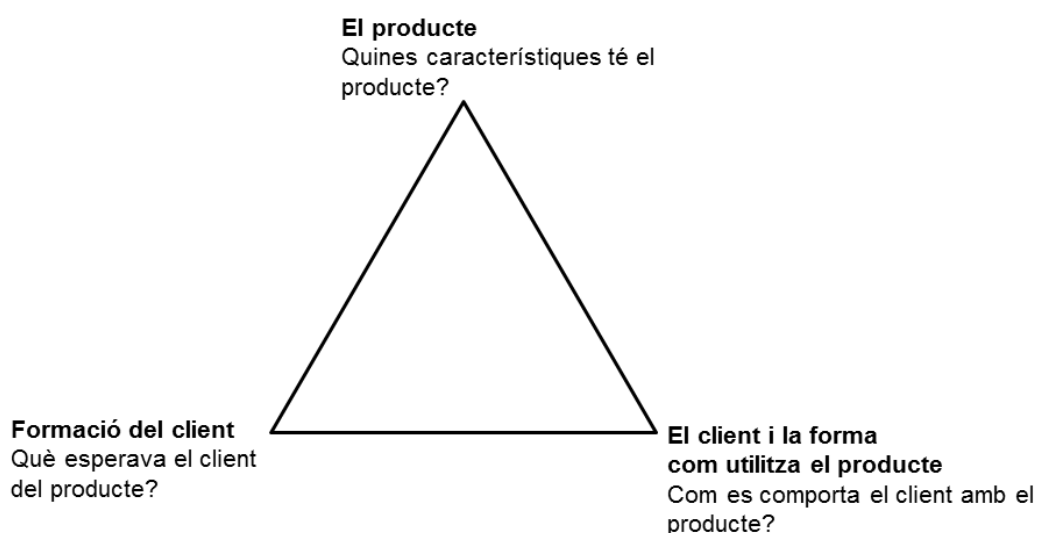 El producte
Quines característiques té el
producte?
Formació del client
Què esperava el client
del producte?
El client i la forma
com utilitza el producte
Com es comporta el client amb el
producte?